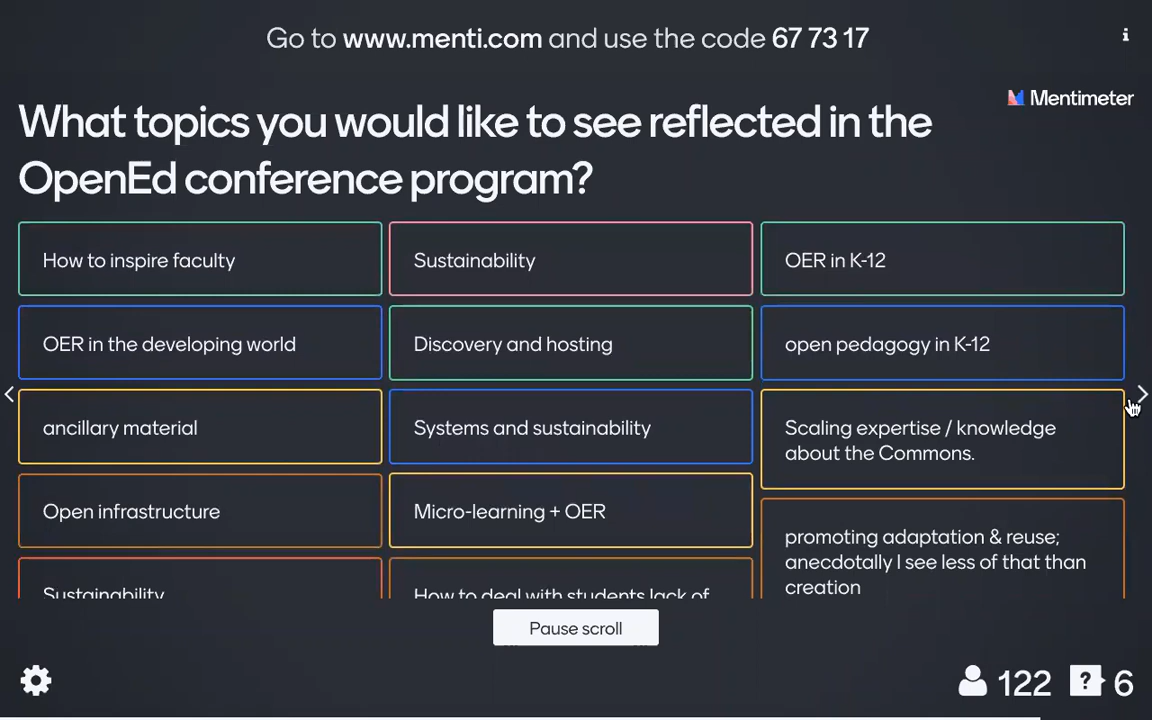 Go to www.menti.com and use the code 67 73 17
i
Mentimeter
What topics you would like to see reflected in the
OpenEd conference program?
How to inspire faculty
Sustainability
OER in K-12
OER in the developing world
Discovery and hosting
open pedagogy in K-12
ancillary material
Systems and sustainability
Scaling expertise / knowledge
about the Commons.
Open infrastructure
Micro-learning + OER
promoting adaptation & reuse;
anecdotally I see less of that than
creation
Sustainability
How to deal with students lack of
Pause scroll
122
? 6